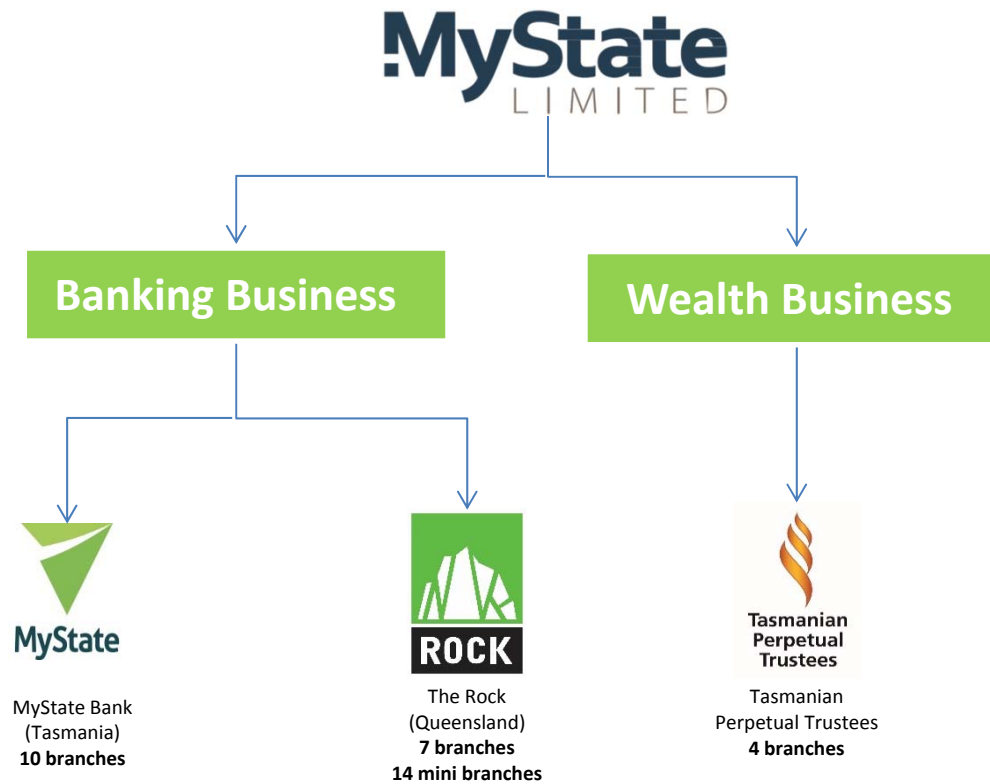 MyState
LIMITED
Banking Business
Wealth Business
MyState
ROCK
Tasmanian
Perpetual
Trustees
MyState Bank
(Tasmania)
10 branches
The Rock
(Queensland)
7 branches
14 mini branches
Tasmanian
Perpetual Trustees
4 branches